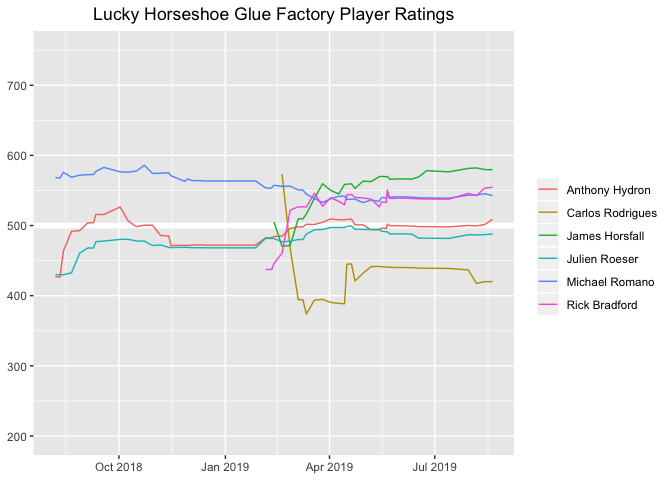 Lucky Horseshoe Glue Factory Player Ratings
700
600
500
400
300
200
Oct 2018
Jan 2019
Apr 2019
Jul 2019
Anthony Hydron
Carlos Rodrigues
James Horsfall
Julien Roeser
Michael Romano
Rick Bradford